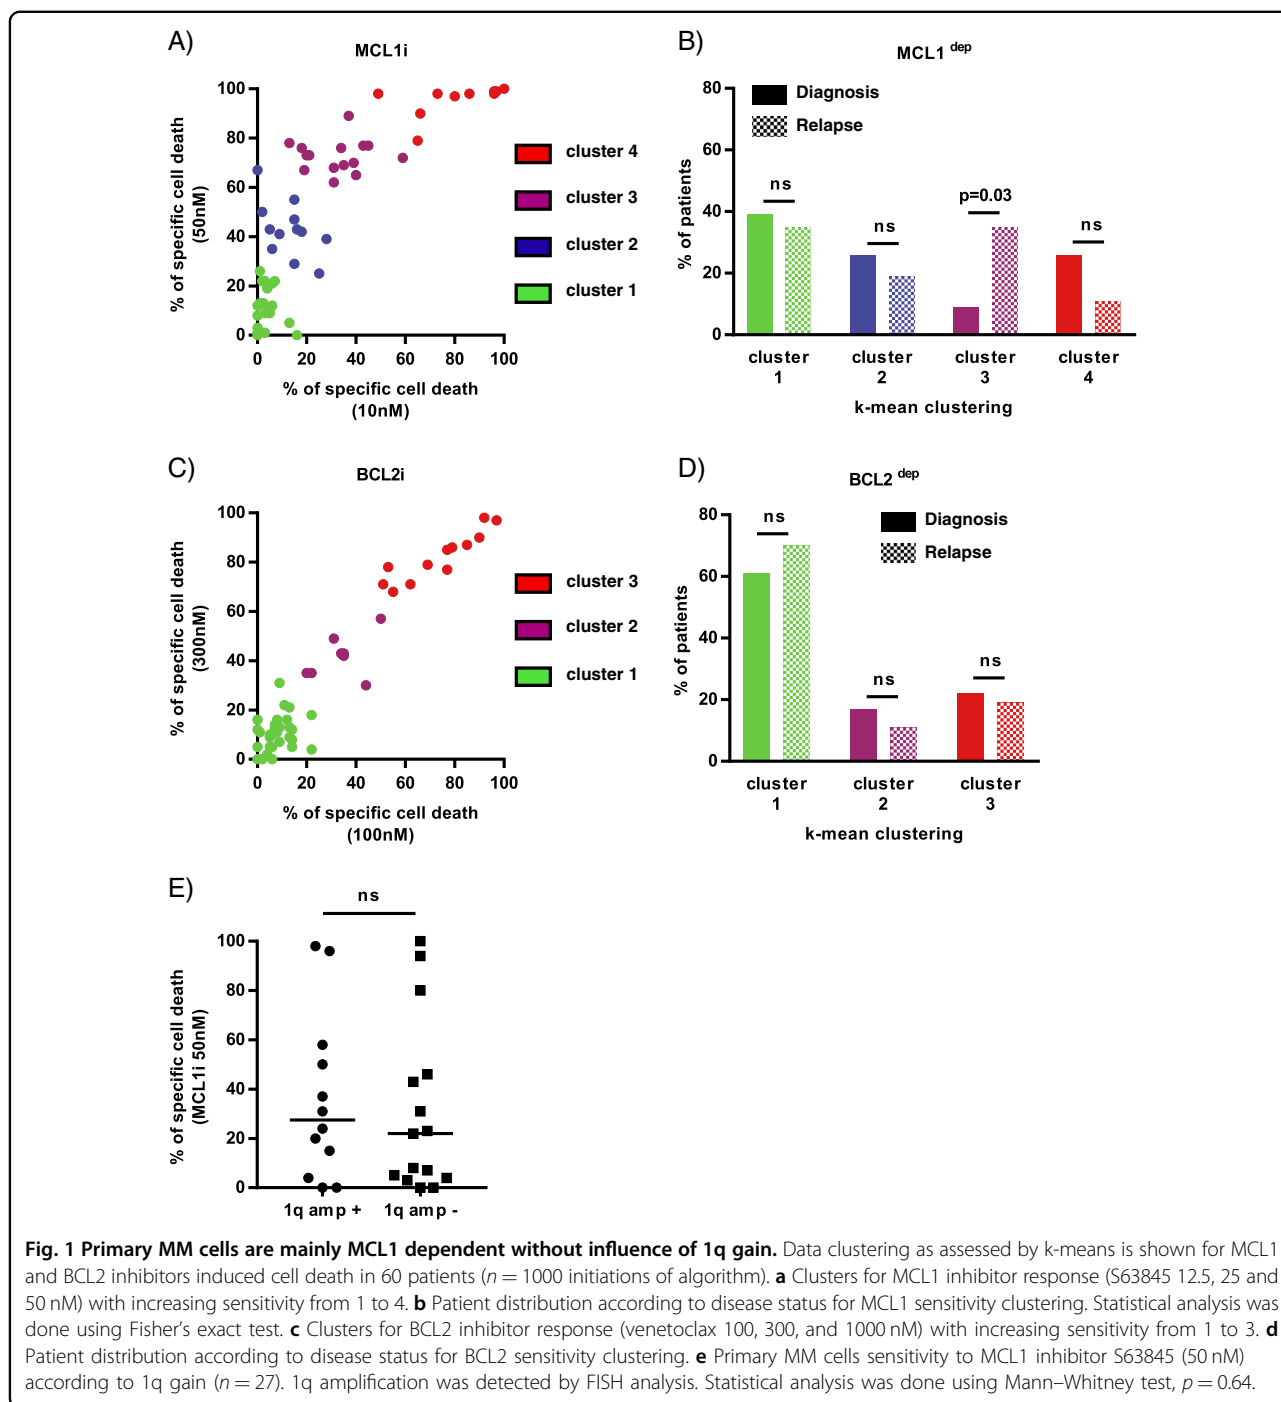 A)
MCL1i
100
80
60
40
20
0
% of specific cell death
(50nM)
0 20 40 60 80 100
% of specific cell death
(10nM)
cluster 4
cluster 3
cluster 2
cluster 1
B)
MCL1 dep
Diagnosis
Relapse
80
60
40
20
0
% of patients
ns
ns
p=0.03
ns
cluster 1
cluster 2
cluster 3
cluster 4
k-mean clustering
C)
BCL2i
100
80
60
40
20
0
% of specific cell death
(300nM)
0 20 40 60 80 100
% of specific cell death
(100nM)
cluster 3
cluster 2
cluster 1
D)
BCL2 dep
Diagnosis
Relapse
80
60
40
20
0
% of patients
ns
ns
ns
cluster 1
cluster 2
cluster 3
k-mean clustering
E)
ns
100
80
60
40
20
0
% of specific cell death
(MCL1i 50nM)
1q amp + 1q amp -
Fig. 1 Primary MM cells are mainly MCL1 dependent without influence of 1q gain. Data clustering as assessed by k-means is shown for MCL1
and BCL2 inhibitors induced cell death in 60 patients (n = 1000 initiations of algorithm). a Clusters for MCL1 inhibitor response (S63845 12.5, 25 and
50 nM) with increasing sensitivity from 1 to 4. b Patient distribution according to disease status for MCL1 sensitivity clustering. Statistical analysis was
done using Fisher's exact test. c Clusters for BCL2 inhibitor response (venetoclax 100, 300, and 1000 nM) with increasing sensitivity from 1 to 3. d
Patient distribution according to disease status for BCL2 sensitivity clustering. e Primary MM cells sensitivity to MCL1 inhibitor S63845 (50 nM)
according to 1q gain (n = 27). 1q amplification was detected by FISH analysis. Statistical analysis was done using Mann–Whitney test, p = 0.64.